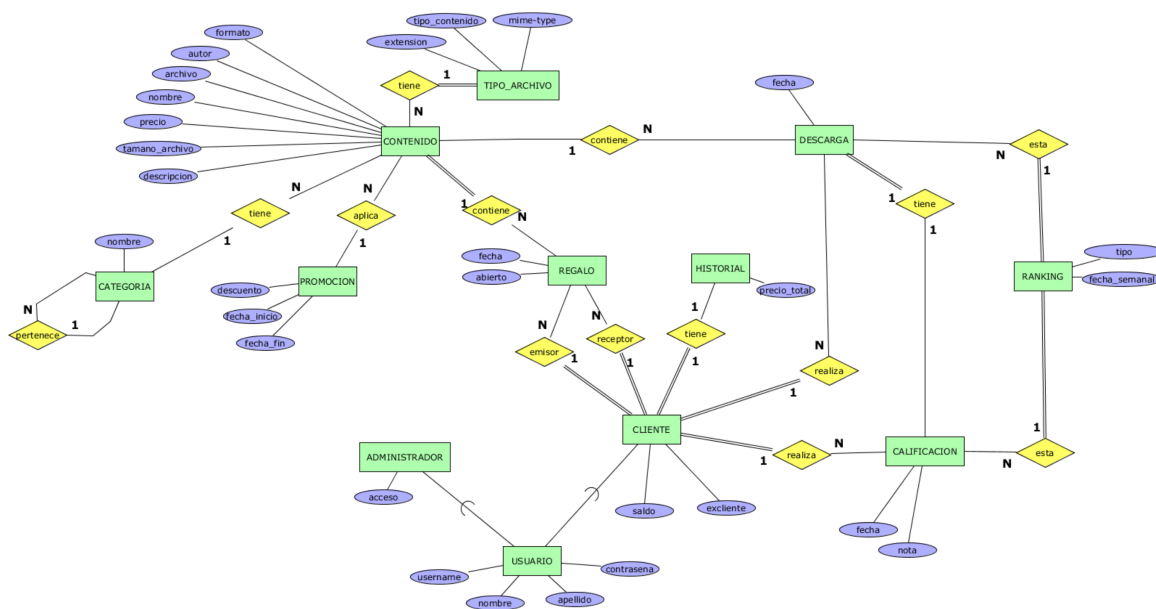 tipo_contenido
mime-type
formato
extension
autor
archivo
tiene
1
TIPO_ARCHIVO
fecha
nombre
N
precio
CONTENIDO
contiene
N
1
DESCARGA
esta
N
1
tamano_archivo
descripcion
N
N
1
contiene
N
1
tiene
1
tiene
aplica
1
1
nombre
CATEGORIA
N
1
pertenece
descuento
PROMOCION
fecha_inicio
fecha_fin
fecha
abierto
REGALO
HISTORIAL
precio_total
RANKING
tipo
fecha_semanal
N
emisor
1
N
receptor
1
1
tiene
1
N
realiza
1
CLIENTE
1
realiza
N
CALIFICACION
N
esta
1
ADMINISTRADOR
acceso
saldo
excliente
fecha
nota
USUARIO
username
nombre
apellido
contrasena